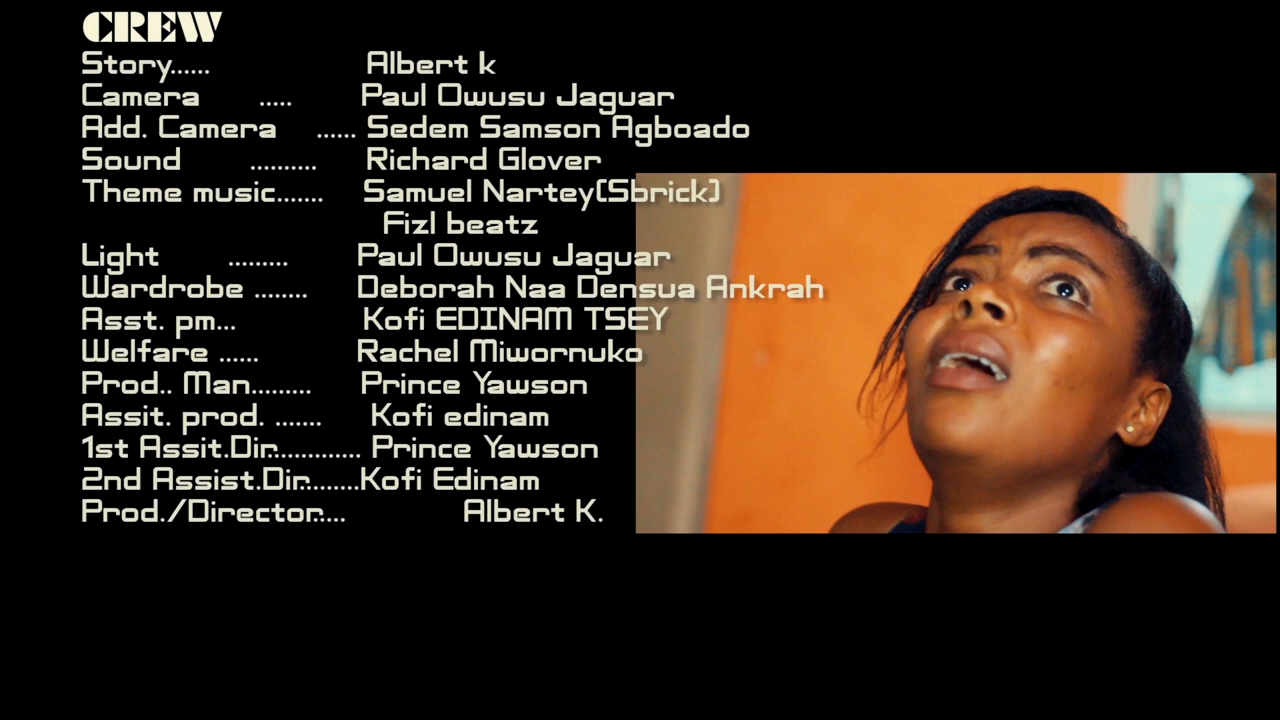 CREW
Story...... Albert k
Camera ..... Paul Owusu Jaguar
Add. Camera ...... Sedem Samson Agboado
Sound .......... Richard Glover
Theme music....... Samuel Nartey(Sbrick)
Fizl beatz
Light ......... Paul Owusu Jaguar
Wardrobe ........ Deborah Naa Densua Ankrah
Asst. pm... Kofi EDINAM TSEY
Welfare ...... Rachel Miwornuko
Prod.. Man......... Prince Yawson
Assit. prod. ....... Kofi edinam
1st Assit.Dir.............. Prince Yawson
2nd Assist.Dir.........Kofi Edinam
Prod./Director..... Albert K.